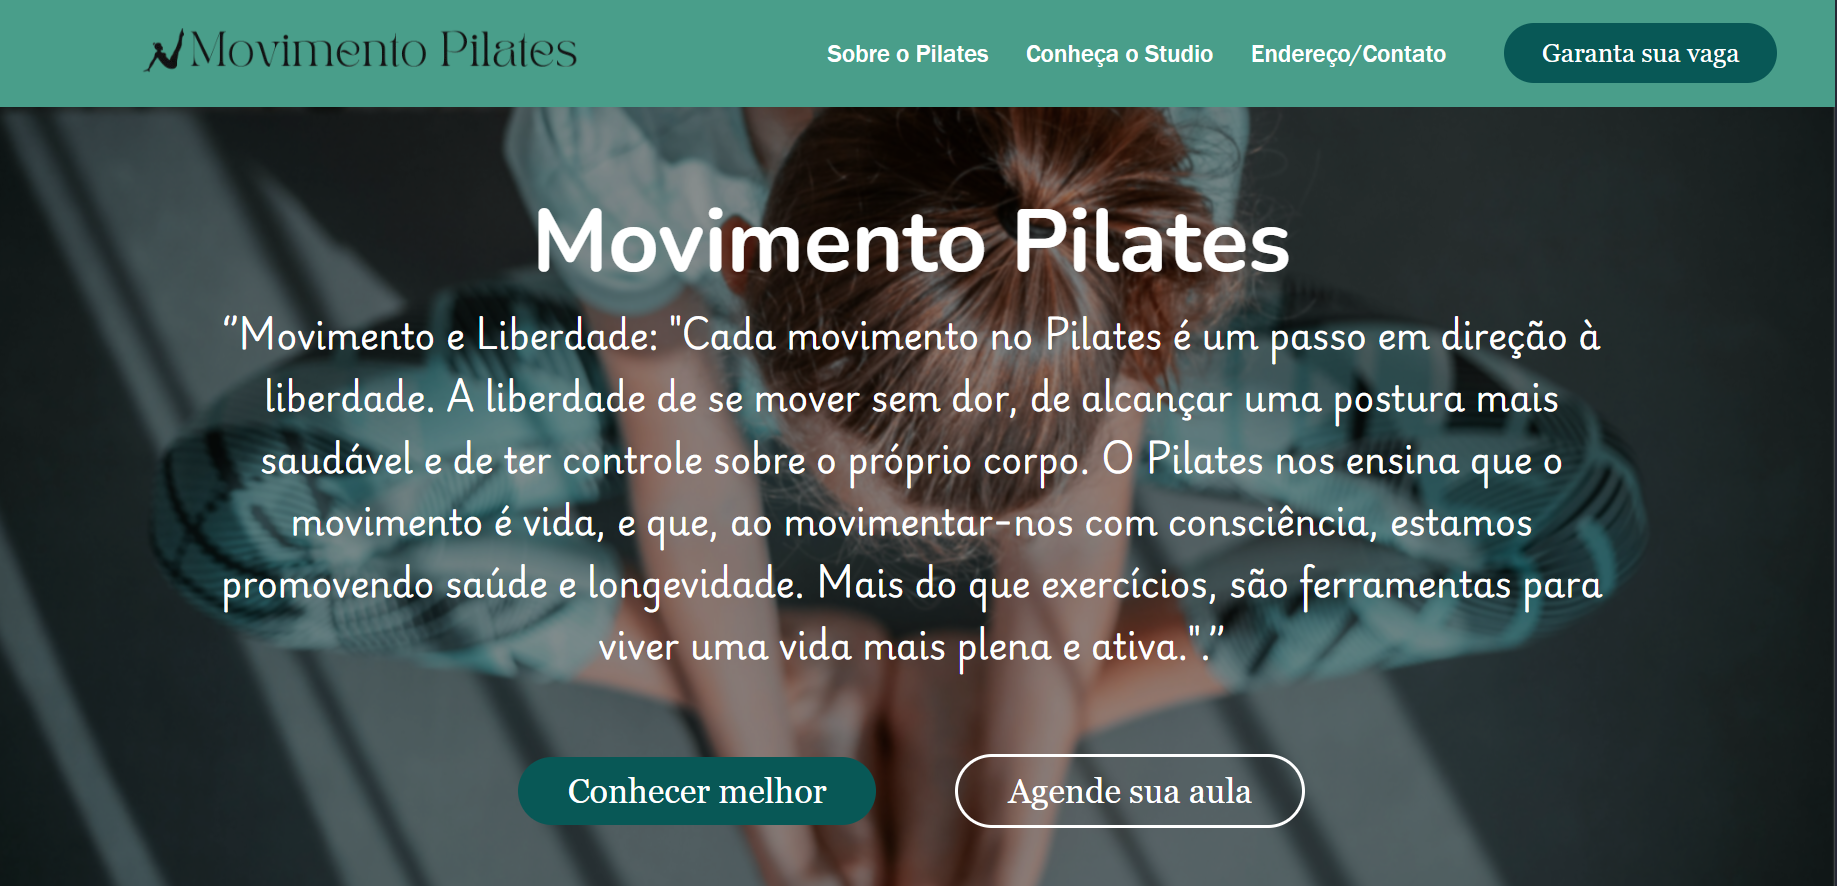 Movimento Pilates
Sobre o Pilates
Conheça o Studio
Endereço/Contato
Garanta sua vaga
Movimento Pilates
“Movimento e Liberdade: "Cada movimento no Pilates é um passo em direção à
liberdade. A liberdade de se mover sem dor, de alcançar uma postura mais
saudável e de ter controle sobre o próprio corpo. O Pilates nos ensina que o
movimento é vida, e que, ao movimentar-nos com consciência, estamos
promovendo saúde e longevidade. Mais do que exercícios, são ferramentas para
viver uma vida mais plena e ativa.".”
Conhecer melhor
Agende sua aula